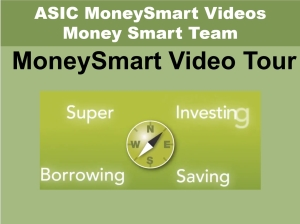 ASIC MoneySmart Videos
Money Smart Team
MoneySmart Video Tour
Super Investing
N
W E
S
Borrowing Saving